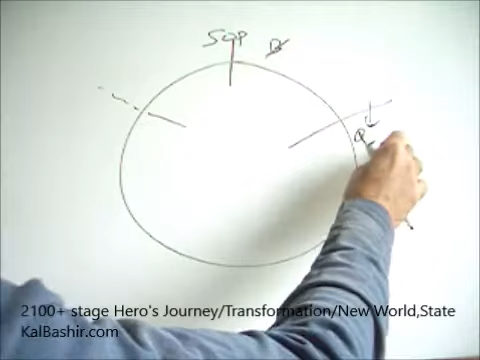 SOP
2100+ stage Hero's Journey/Transformation/New World,State
KalBashir.com